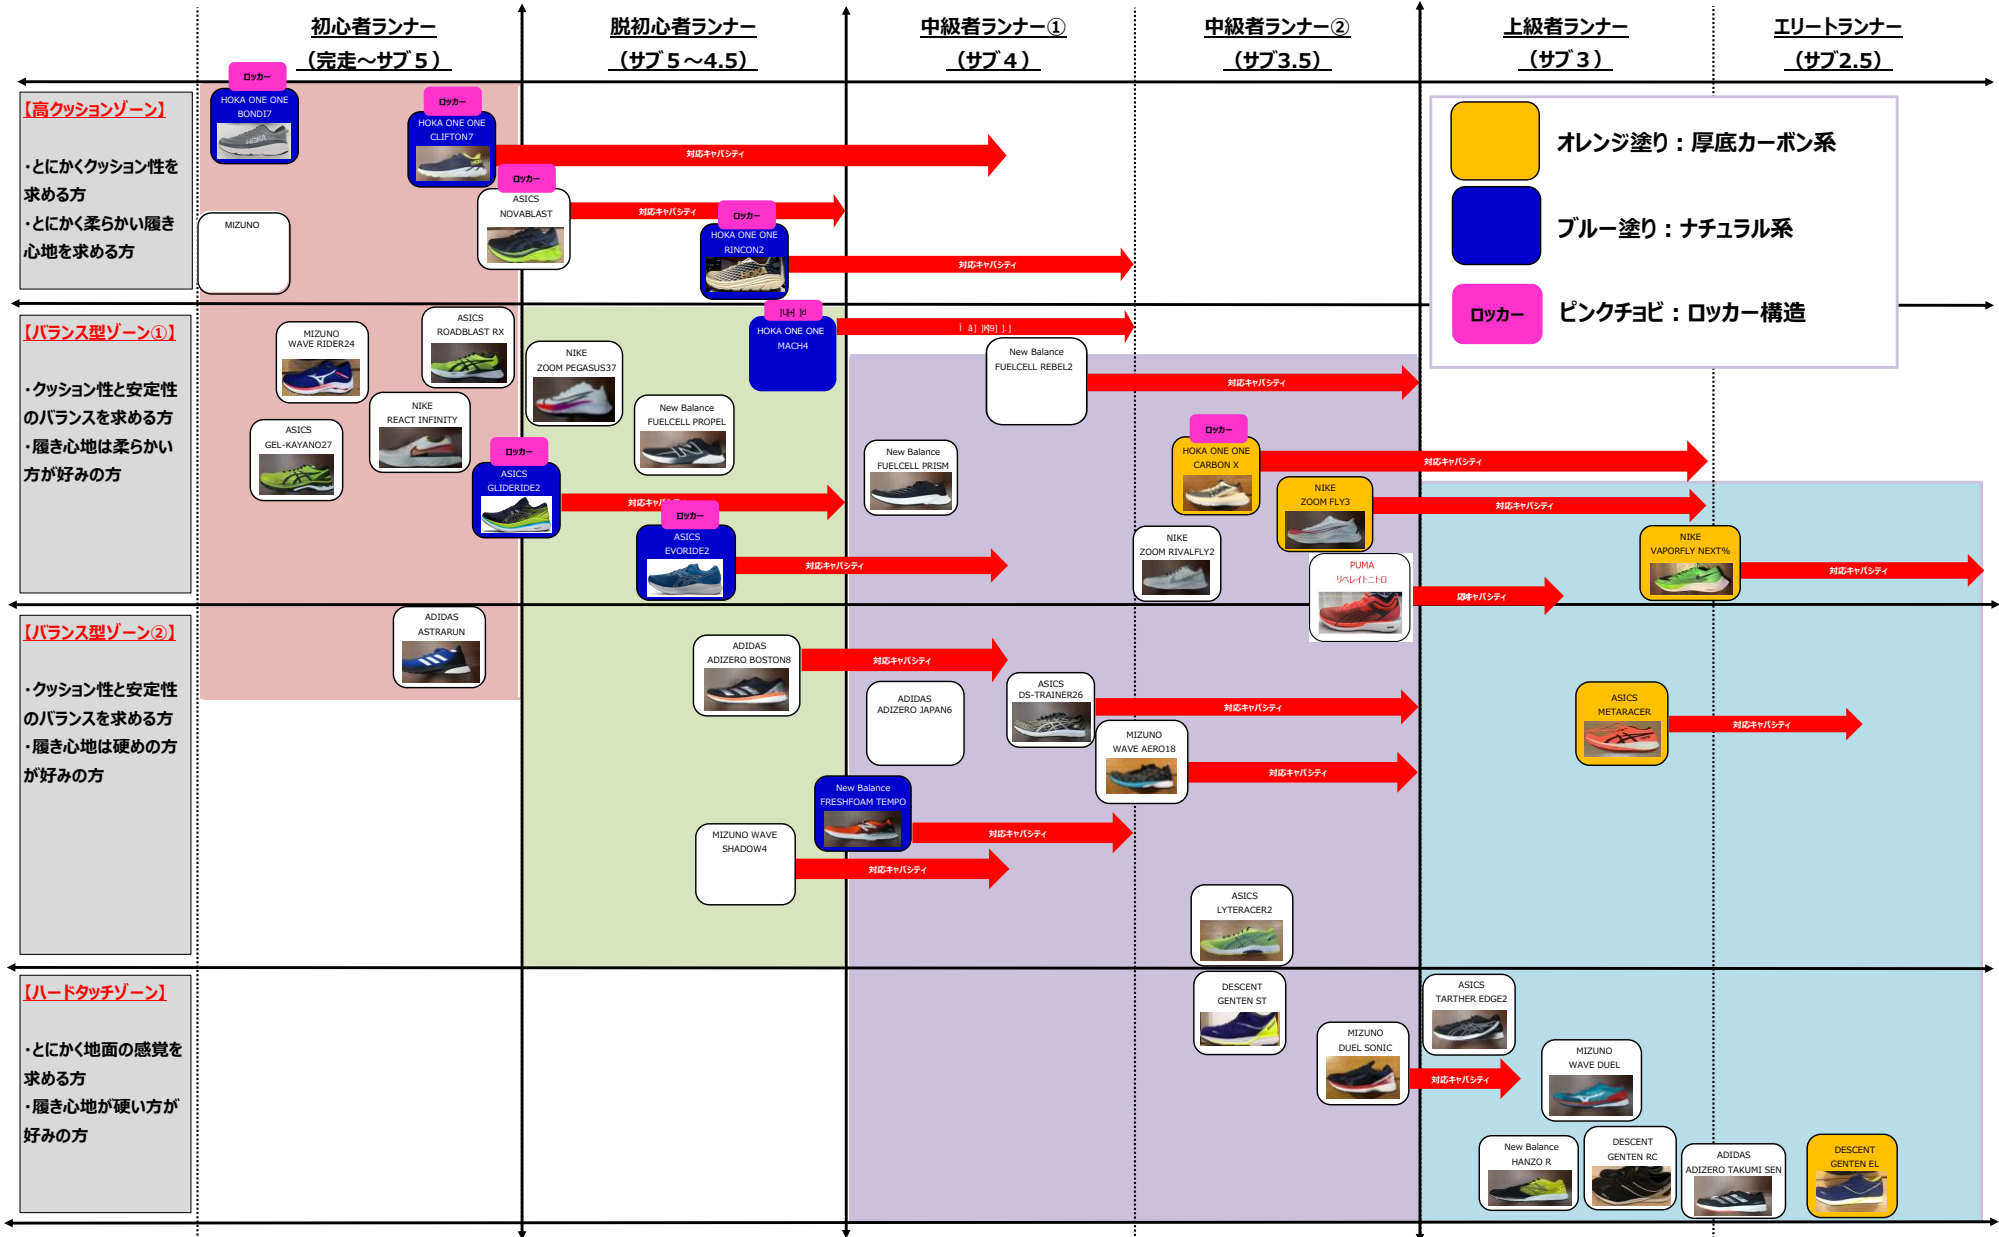 初心者ランナー
（完走～サブ５）
脱初心者ランナー
（サブ５～4.5）
中級者ランナー①
（サブ４）
中級者ランナー②
（サブ3.5）
上級者ランナー
（サブ３）
エリートランナー
（サブ2.5）
【高クッションゾーン】
・とにかくクッション性を
求める方
・とにかく柔らかい履き
心地を求める方
ロッカー
HOKA ONE ONE
BONDI7
ロッカー
HOKA ONE ONE
CLIFTON7
対応キャパシティ
ロッカー
ASICS
NOVABLAST
対応キャパシティ
MIZUNO
ロッカー
HOKA ONE ONE
RINCON2
対応キャパシティ
オレンジ塗り：厚底カーボン系
ブルー塗り：ナチュラル系
ロッカー
ピンクチョビ：ロッカー構造
【バランス型ゾーン①】
・クッション性と安定性
のバランスを求める方
・履き心地は柔らかい
方が好みの方
MIZUNO
WAVE RIDER24
ASICS
ROADBLAST RX
NIKE
REACT INFINITY
ASICS
GEL-KAYANO27
ロッカー
ASICS
GLIDERIDE2
対応キャパシティ
NIKE
ZOOM PEGASUS37
New Balance
FUELCELL PROPEL
HOKA ONE ONE
MACH4
ロッカー
ASICS
EVORIDE2
対応キャパシティ
New Balance
FUELCELL REBEL2
対応キャパシティ
New Balance
FUELCELL PRISM
ロッカー
HOKA ONE ONE
CARBON X
対応キャパシティ
NIKE
ZOOM FLY3
対応キャパシティ
NIKE
ZOOM RIVALFLY2
PUMA
リベレイトニトロ
NIKE
VAPORFLY NEXT%
対応キャパシティ
【バランス型ゾーン②】
・クッション性と安定性
のバランスを求める方
・履き心地は硬めの方
が好みの方
ADIDAS
ASTRARUN
ADIDAS
ADIZERO BOSTON8
対応キャパシティ
ADIDAS
ADIZERO JAPAN6
ASICS
DS-TRAINER26
対応キャパシティ
MIZUNO
WAVE AERO18
対応キャパシティ
ASICS
METARACER
対応キャパシティ
New Balance
FRESHFOAM TEMPO
対応キャパシティ
MIZUNO WAVE
SHADOW4
対応キャパシティ
ASICS
LYTERACER2
【ハードタッチゾーン】
・とにかく地面の感覚を
求める方
・履き心地が硬い方が
好みの方
DESCENT
GENTEN ST
MIZUNO
DUEL SONIC
対応キャパシティ
ASICS
TARTHER EDGE2
MIZUNO
WAVE DUEL
New Balance
HANZO R
DESCENT
GENTEN RC
ADIDAS
ADIZERO TAKUMI SEN
DESCENT
GENTEN EL